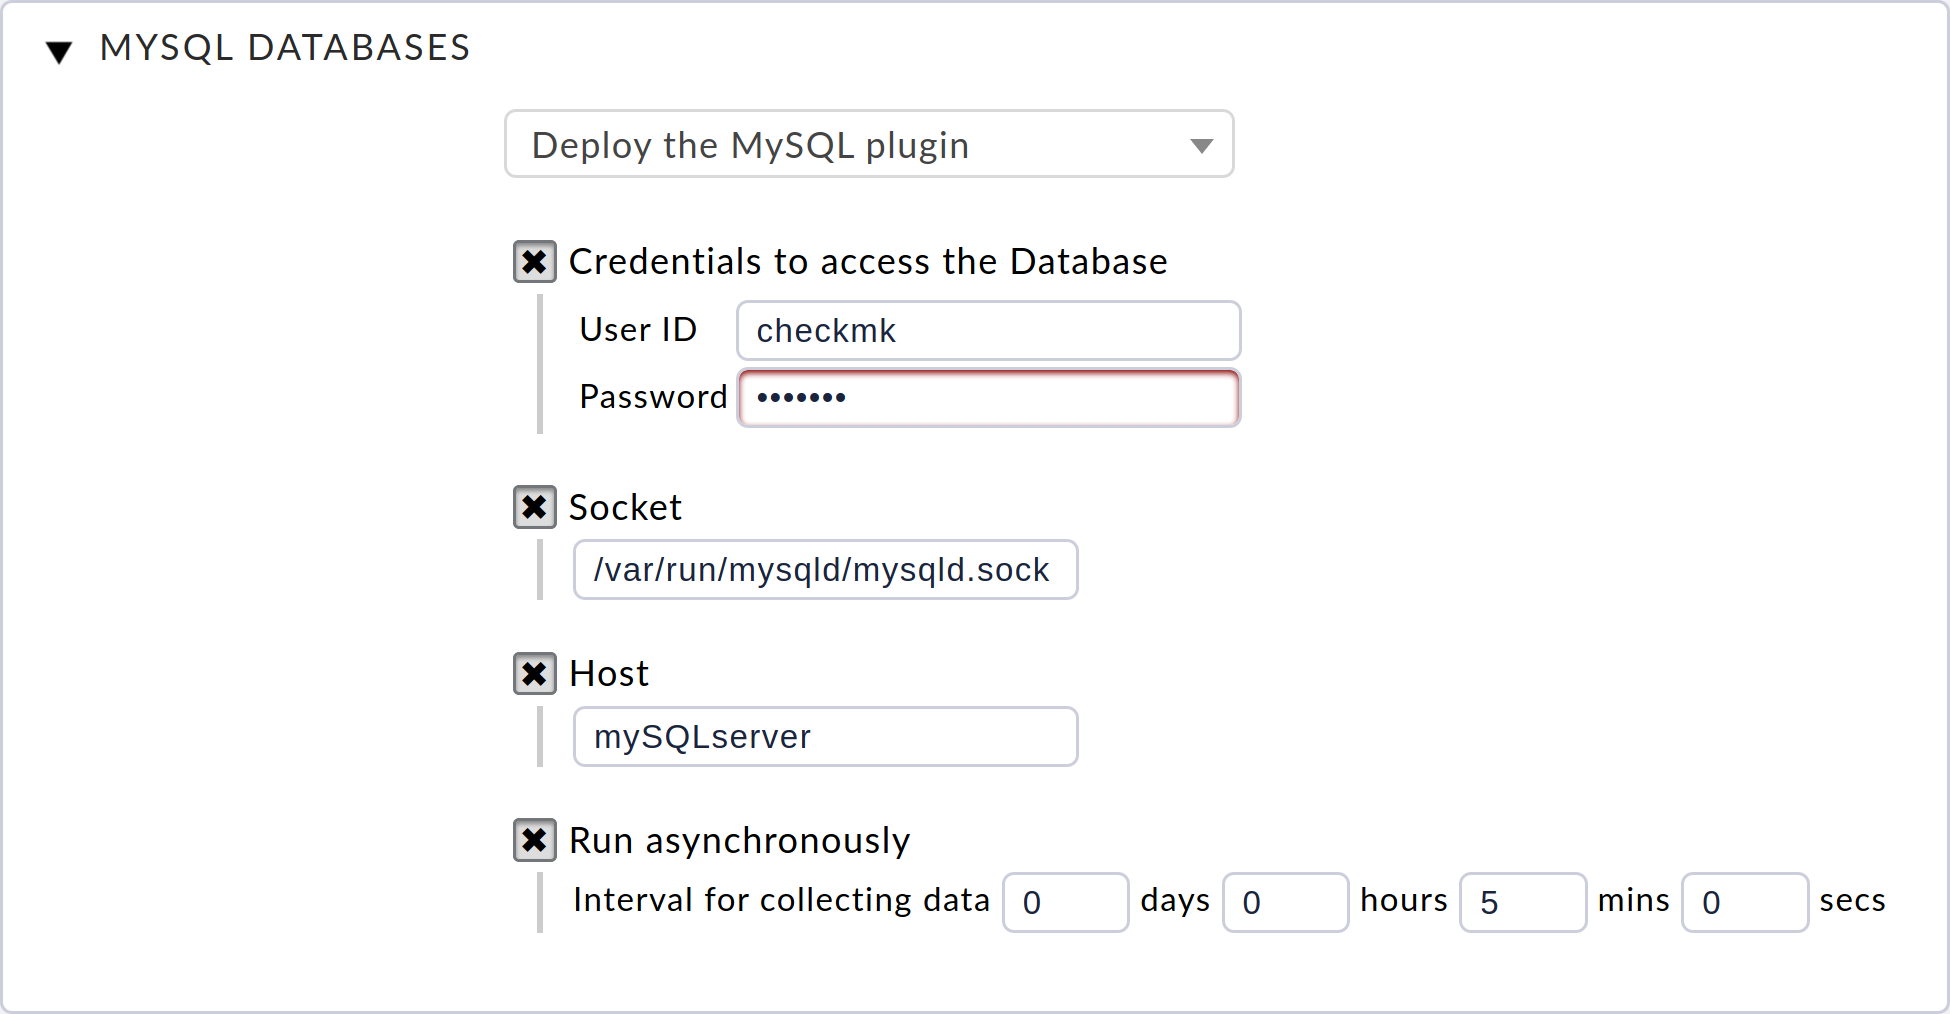 MYSQL DATABASES
Deploy the MySQL plugin
Credentials to access the Database
User ID checkmk
Password •••••••
Socket
/var/run/mysqld/mysqld.sock
Host
mySQLserver
Run asynchronously
Interval for collecting data 0 days 0 hours 5 mins 0 secs